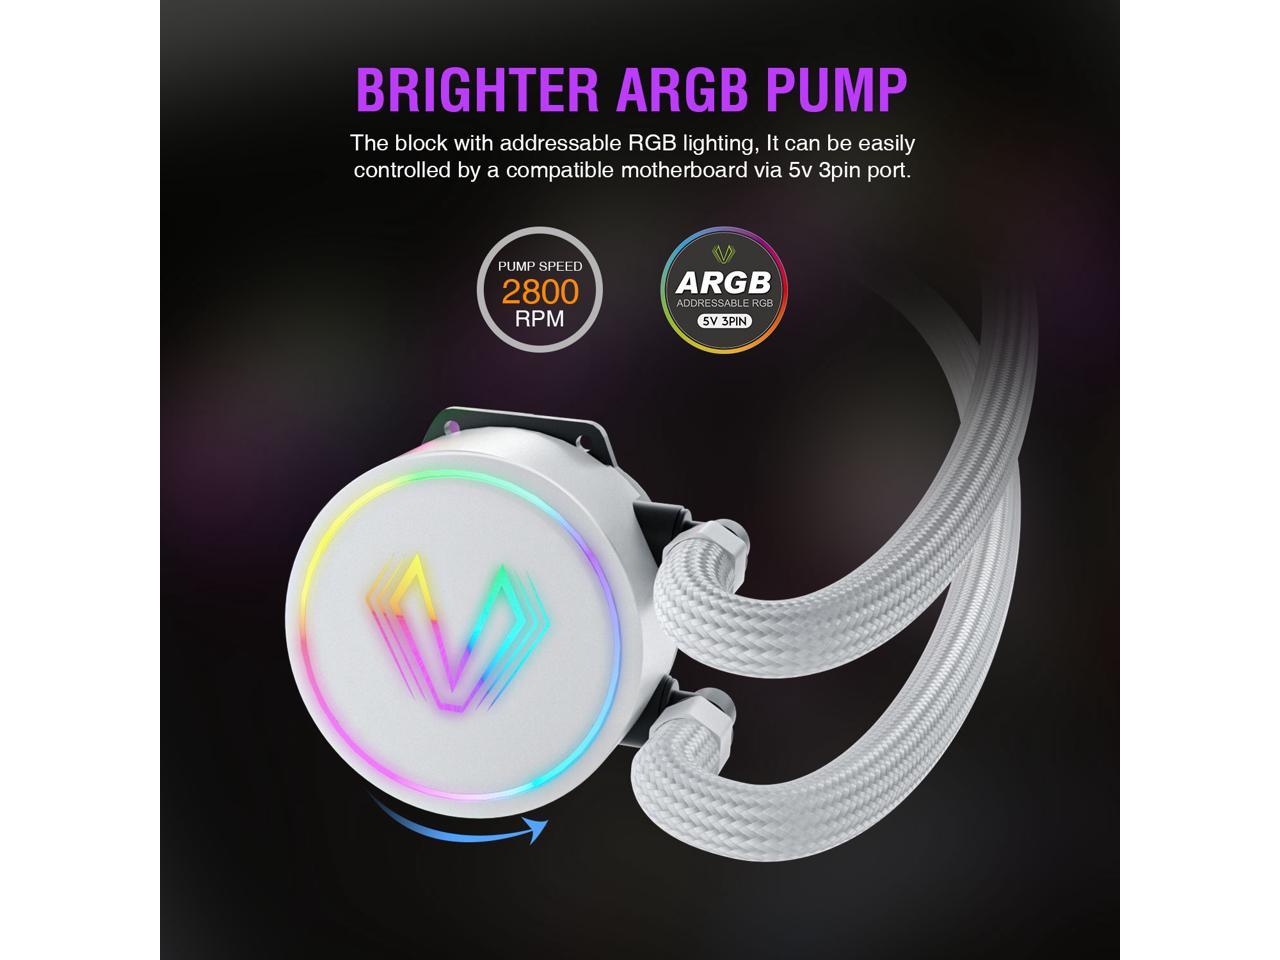 BRIGHTER ARGB PUMP
The block with addressable RGB lighting, It can be easily
controlled by a compatible motherboard via 5v 3pin port.
PUMP SPEED
2800
RPM
ARGB
ADDRESSABLE RGB
5V 3PIN